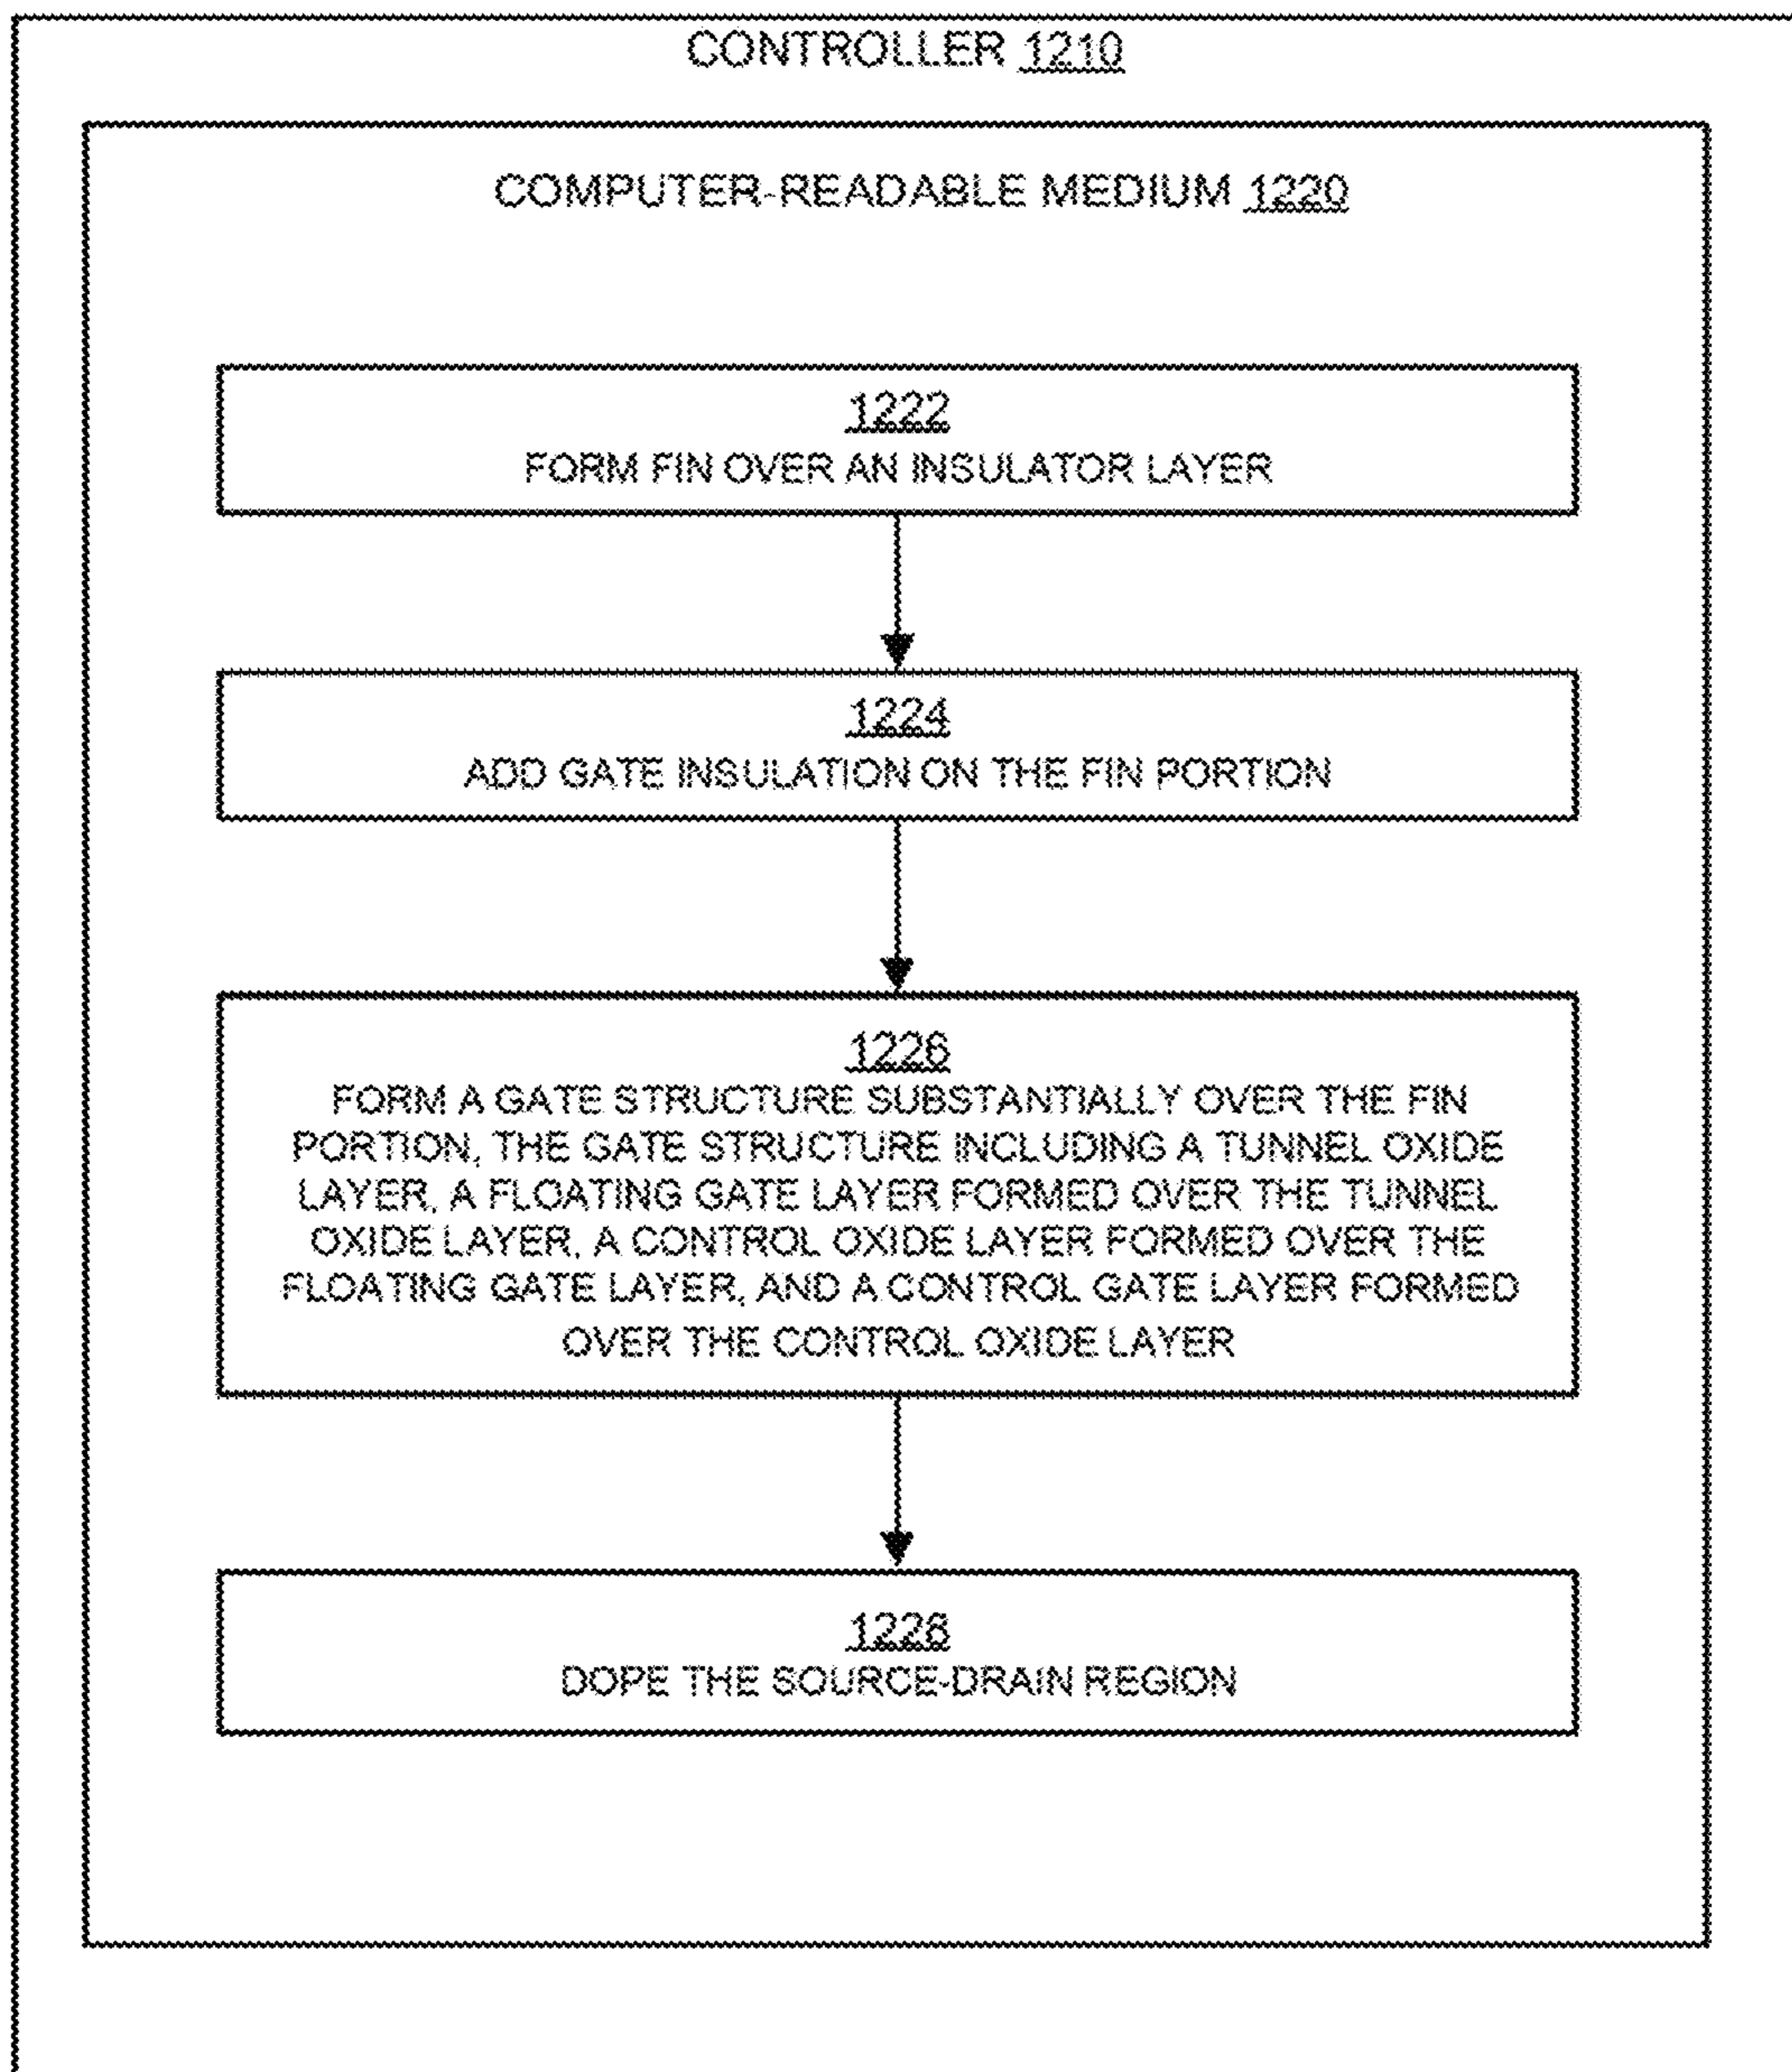 CONTROLLER 1210
COMPUTER-READABLE MEDIUM 1220
1222
FORM FIN OVER AN INSULATOR LAYER
1224
ADD GATE INSULATION ON THE FIN PORTION
1226
FORM A GATE STRUCTURE SUBSTANTIALLY OVER THE FIN
PORTION, THE GATE STRUCTURE INCLUDING A TUNNEL OXIDE
LAYER, A FLOATING GATE LAYER FORMED OVER THE TUNNEL
OXIDE LAYER, A CONTROL OXIDE LAYER FORMED OVER THE
FLOATING GATE LAYER, AND A CONTROL GATE LAYER FORMED
OVER THE CONTROL OXIDE LAYER
1228
DOPE THE SOURCE-DRAIN REGION